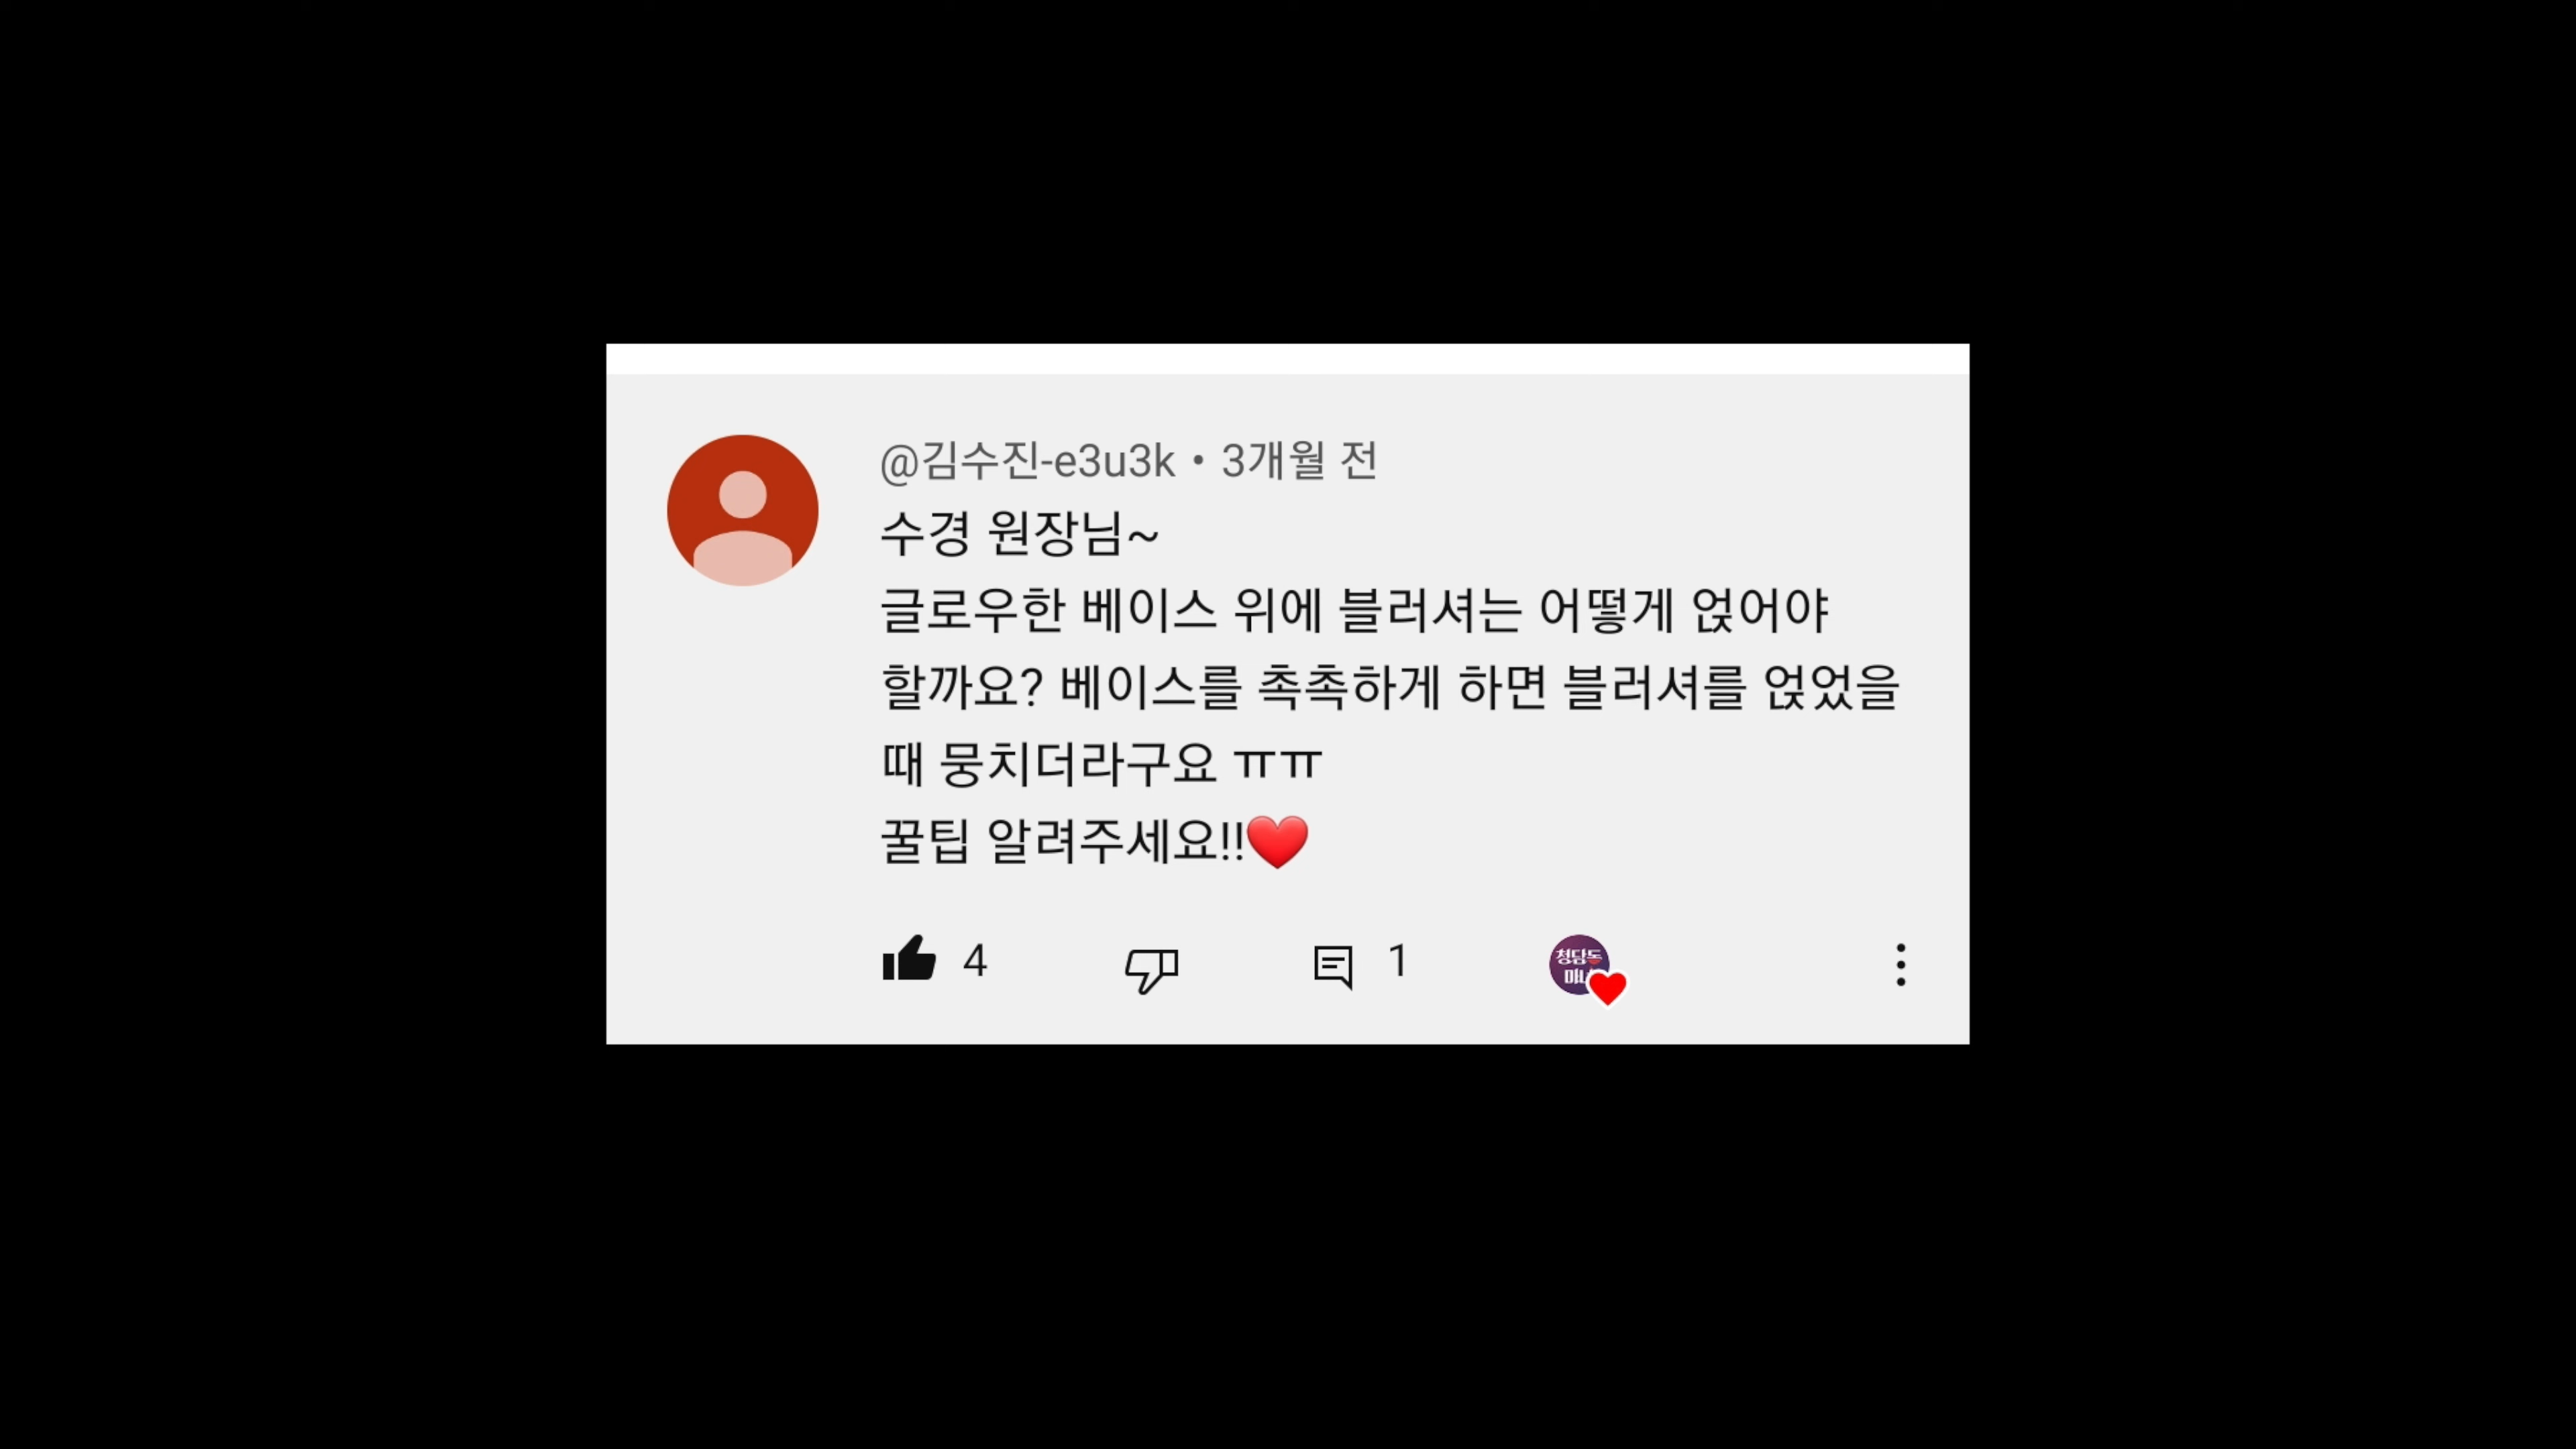 @김수진-e3u3k • 3개월 전
수경 원장님~
글로우한 베이스 위에 블러셔는 어떻게 얹어야
할까요? 베이스를 촉촉하게 하면 블러셔를 얹었을
때 뭉치더라구요 ㅠㅠ
꿀팁 알려주세요!!❤️
4 1
청담동